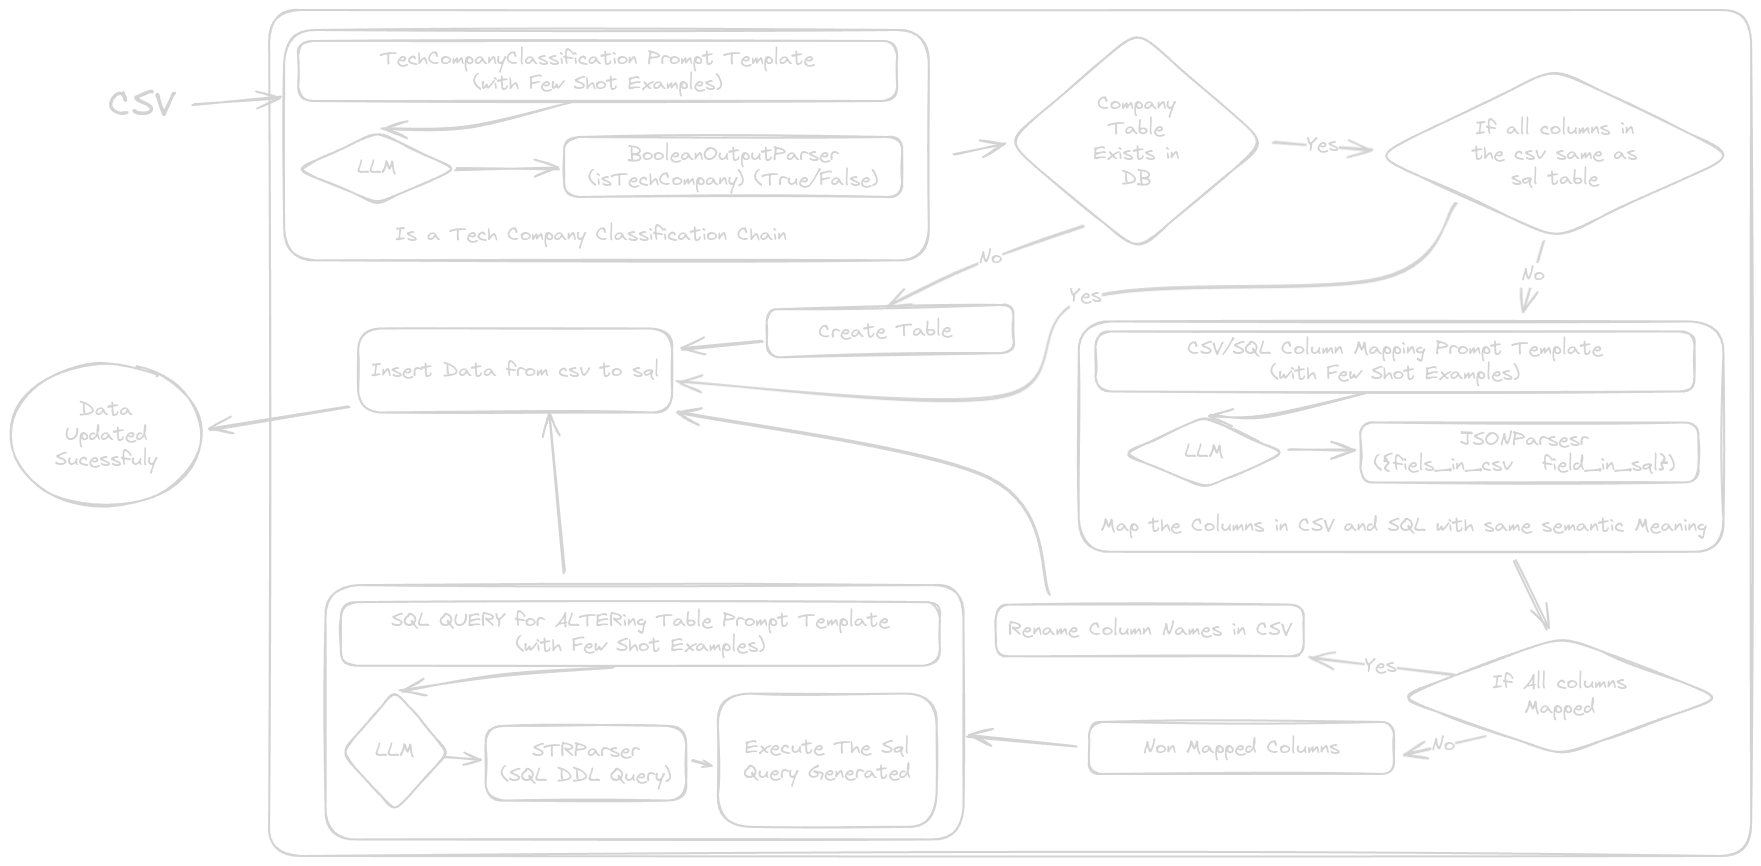 CSV
TechCompanyClassification Prompt Template
(with Few Shot Examples)
LLM
BooleanOutputParser
(isTechCompany) (True/False)
Is a Tech Company Classification Chain
Company
Table
Exists in
DB
Yes
If all columns in
the csv same as
sql table
No
Yes
No
Create Table
Insert Data from csv to sql
Data
Updated
Sucessfuly
CSV/SQL Column Mapping Prompt Template
(with Few Shot Examples)
LLM
JSONParsesr
({fiels_in_csv field_in_sql})
Map the Columns in CSV and SQL with same semantic Meaning
If All columns
Mapped
Yes
Rename Column Names in CSV
No
Non Mapped Columns
SQL QUERY for ALTERing Table Prompt Template
(with Few Shot Examples)
LLM
STRParser
(SQL DDL Query)
Execute The Sql
Query Generated